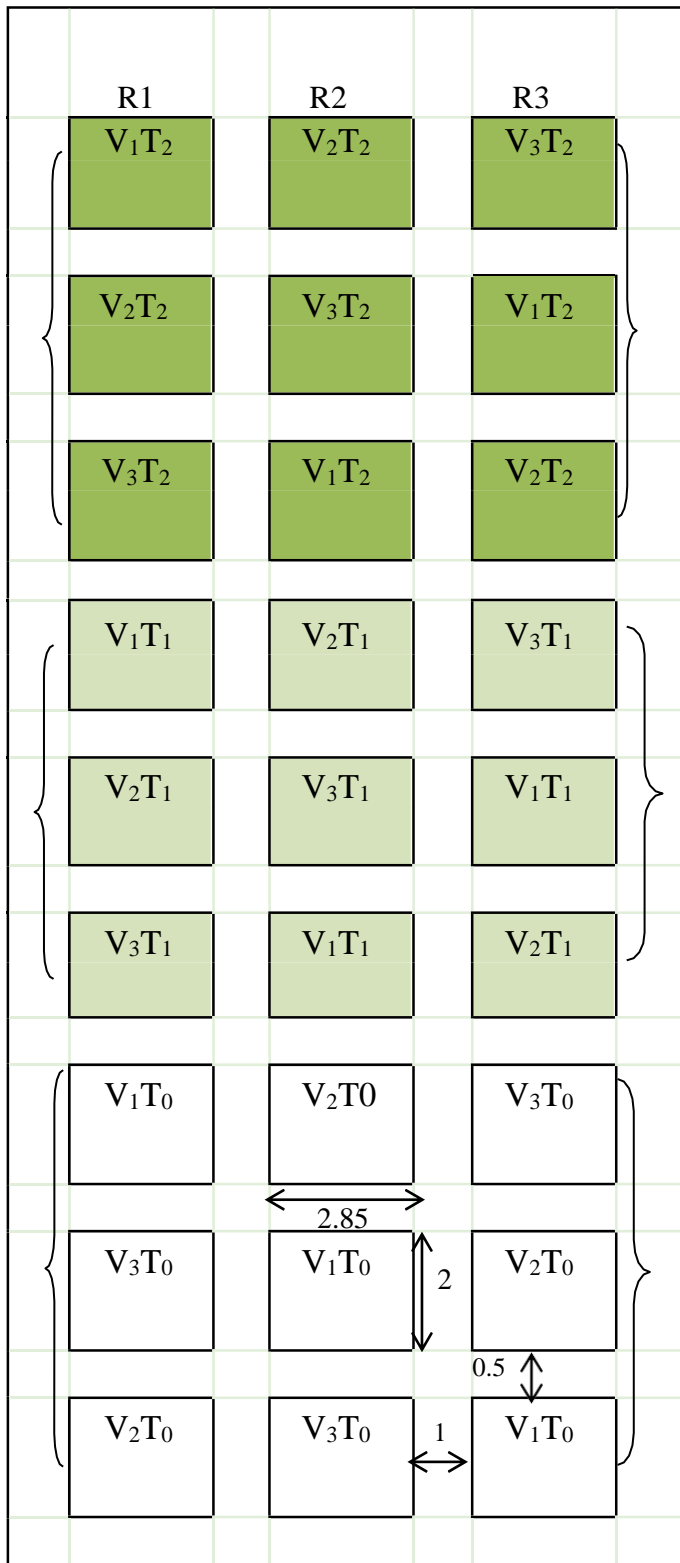 R1 R2 R3
V₁T₂ V₂T₂ V₃T₂
V₂T₂ V₃T₂ V₁T₂
V₃T₂ V₁T₂ V₂T₂
V₁T₁ V₂T₁ V₃T₁
V₂T₁ V₃T₁ V₁T₁
V₃T₁ V₁T₁ V₂T₁
V₁T₀ V₂T0 V₃T₀
2.85
V₃T₀ V₁T₀ 2 V₂T₀
0.5
V₂T₀ V₃T₀ 1 V₁T₀